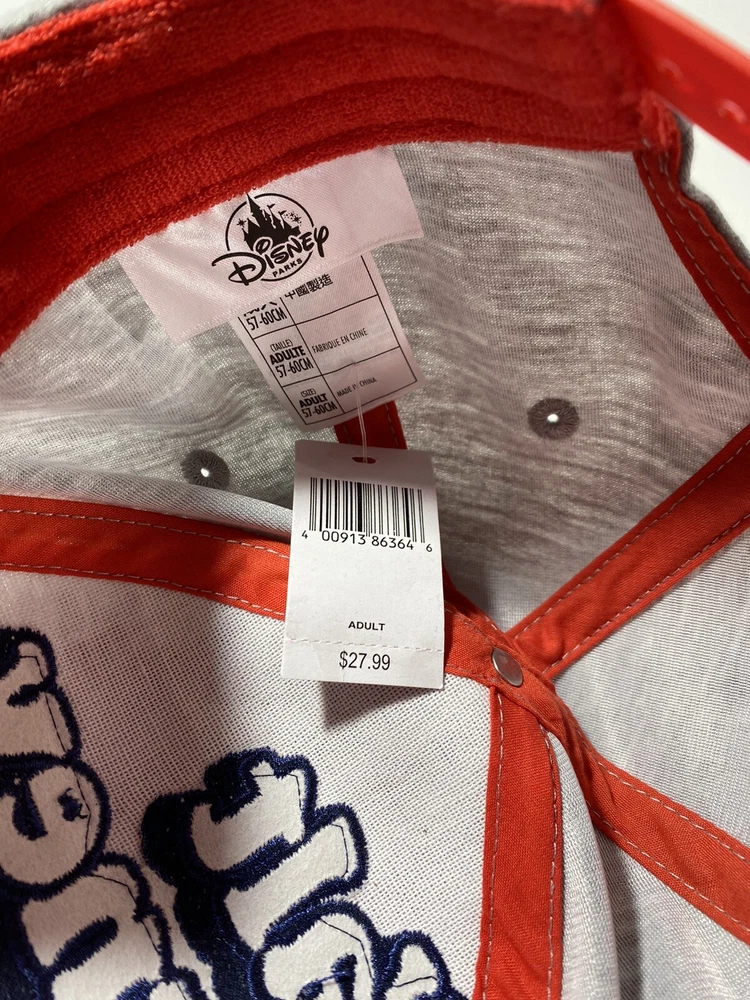 DISNEY
PARKS
中國製造
57-60CM
(TAILLE)
ADULTE
57-60CM
FABRIQUE EN CHINE
(SIZE)
ADULT
57-60CM
MADE IN CHINA
4 00913 86364 6
ADULT
$27.99